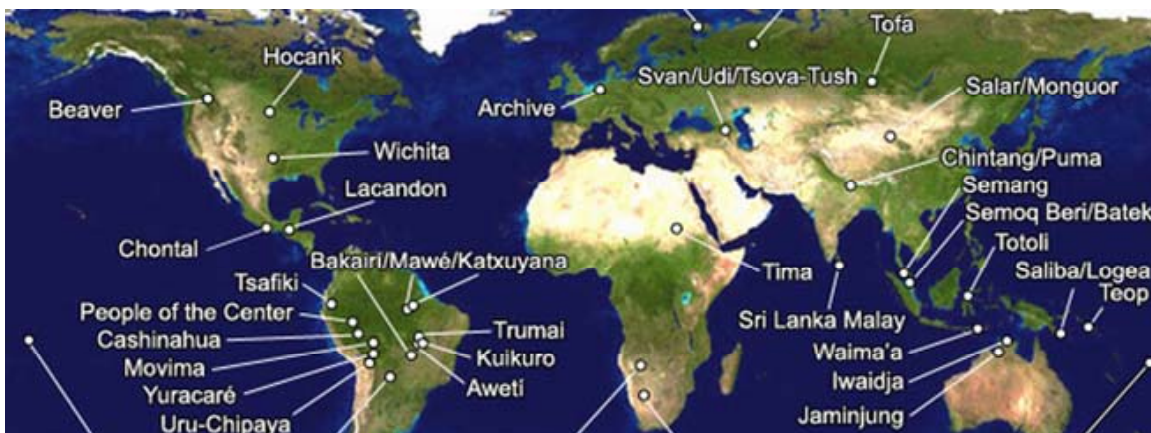 Tofa
Hocank
Svan/Udi/Tsova-Tush
Salar/Monguor
Beaver
Archive
Wichita
Chintang/Puma
Lacandon
Semang
Semoq Beri/Batek
Chontal
Totoli
Bakairi/Mawé/Katxuyana
Tima
Saliba/Logea
Tsafiki
Teop
People of the Center
Trumai
Sri Lanka Malay
Cashinahua
Kuikuro
Waima'a
Movima
Aweti
Iwaidja
Yuracaré
Jaminjung
Uru-Chipaya